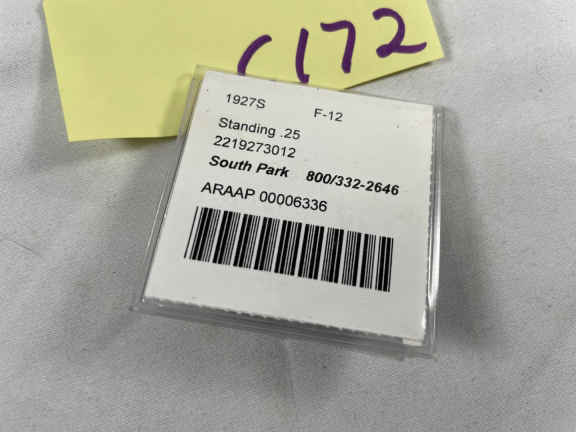 C172
1927S F-12
Standing .25
2219273012
South Park 800/332-2646
ARAAP 00006336